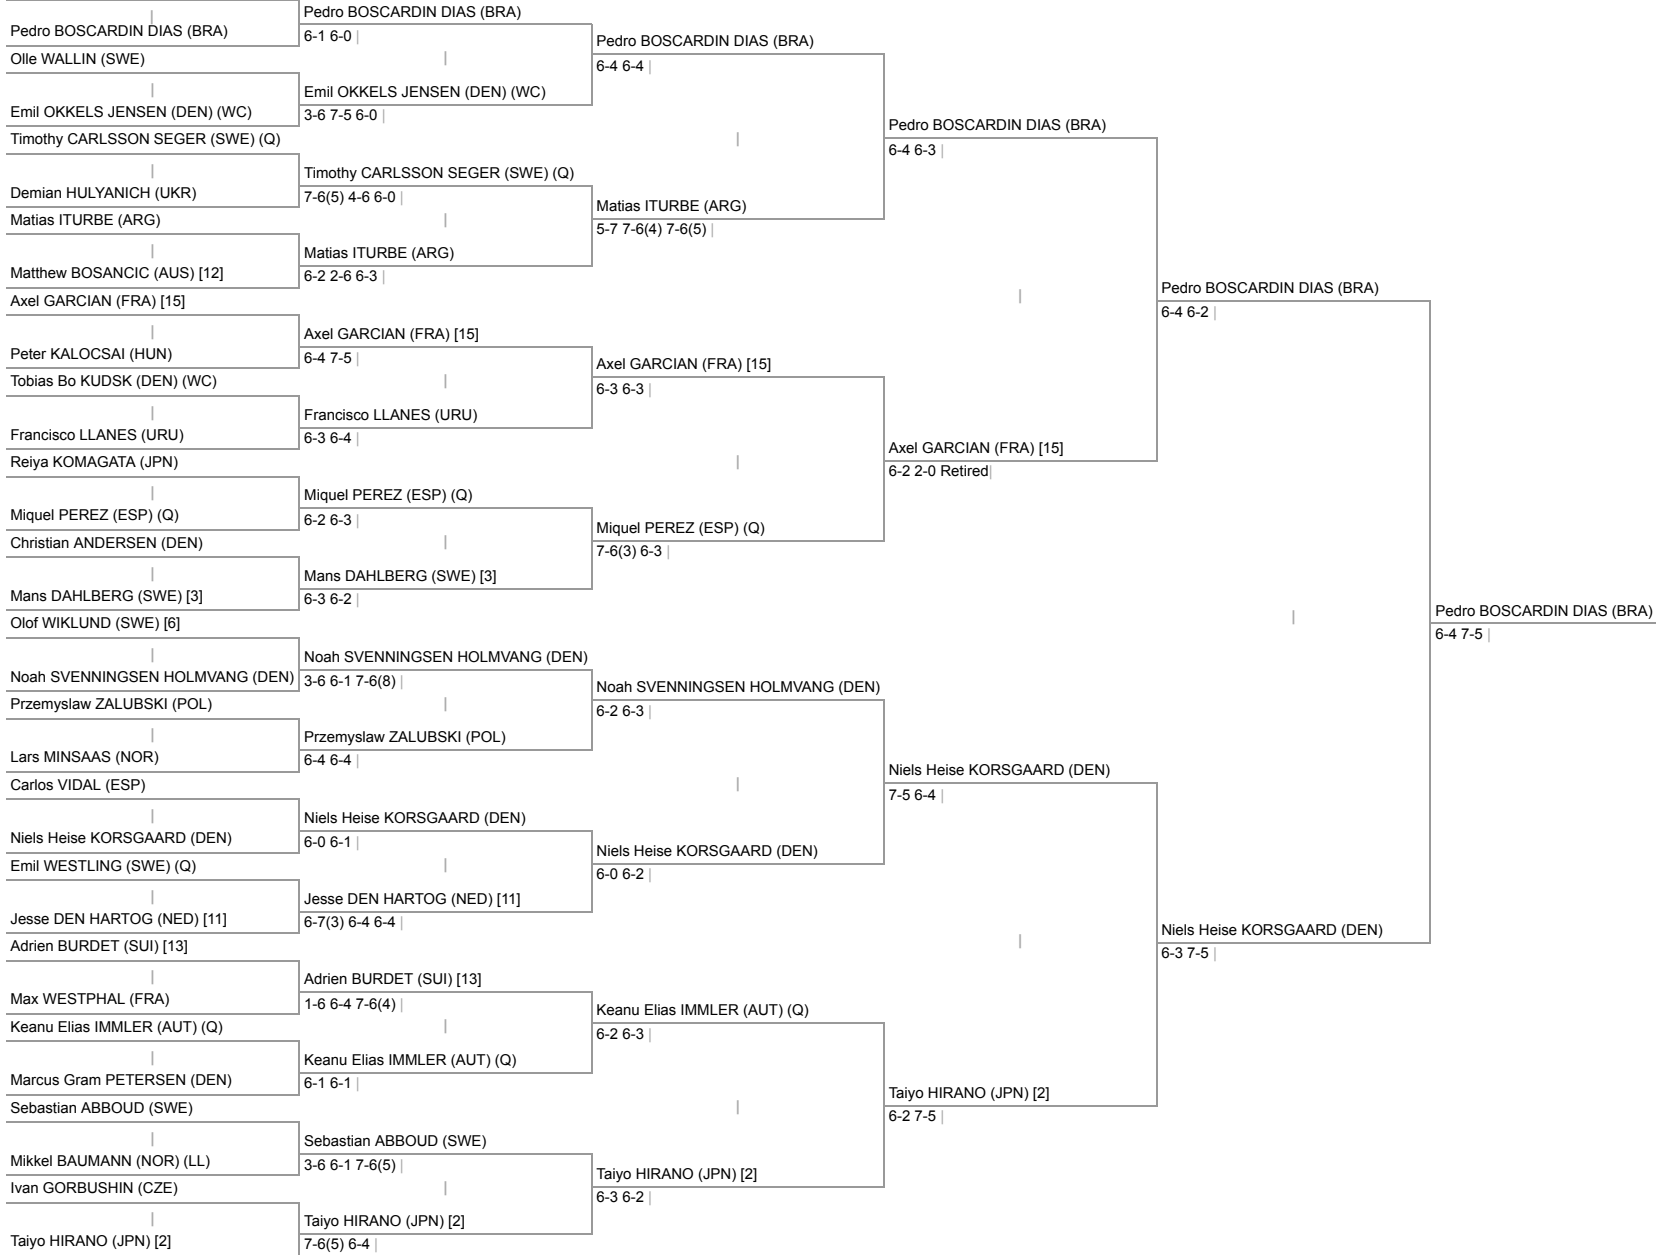 Pedro BOSCARDIN DIAS (BRA)
Olle WALLIN (SWE)
Emil OKKELS JENSEN (DEN) (WC)
Timothy CARLSSON SEGER (SWE) (Q)
Demian HULYANICH (UKR)
Matias ITURBE (ARG)
Matthew BOSANCIC (AUS) [12]
Axel GARCIAN (FRA) [15]
Peter KALOCSAI (HUN)
Tobias Bo KUDSK (DEN) (WC)
Francisco LLANES (URU)
Reiya KOMAGATA (JPN)
Miquel PEREZ (ESP) (Q)
Christian ANDERSEN (DEN)
Mans DAHLBERG (SWE) [3]
Olof WIKLUND (SWE) [6]
Noah SVENNINGSEN HOLMVANG (DEN)
Przemyslaw ZALUBSKI (POL)
Lars MINSAAS (NOR)
Carlos VIDAL (ESP)
Niels Heise KORSGAARD (DEN)
Emil WESTLING (SWE) (Q)
Jesse DEN HARTOG (NED) [11]
Adrien BURDET (SUI) [13]
Max WESTPHAL (FRA)
Keanu Elias IMMLER (AUT) (Q)
Marcus Gram PETERSEN (DEN)
Sebastian ABBOUD (SWE)
Mikkel BAUMANN (NOR) (LL)
Ivan GORBUSHIN (CZE)
Taiyo HIRANO (JPN) [2]
Pedro BOSCARDIN DIAS (BRA)
6-1 6-0 |
Emil OKKELS JENSEN (DEN) (WC)
3-6 7-5 6-0 |
Timothy CARLSSON SEGER (SWE) (Q)
7-6(5) 4-6 6-0 |
Matias ITURBE (ARG)
6-2 2-6 6-3 |
Axel GARCIAN (FRA) [15]
6-4 7-5 |
Francisco LLANES (URU)
6-3 6-4 |
Miquel PEREZ (ESP) (Q)
6-2 6-3 |
Mans DAHLBERG (SWE) [3]
6-3 6-2 |
Noah SVENNINGSEN HOLMVANG (DEN)
3-6 6-1 7-6(8) |
Przemyslaw ZALUBSKI (POL)
6-4 6-4 |
Niels Heise KORSGAARD (DEN)
6-0 6-1 |
Jesse DEN HARTOG (NED) [11]
6-7(3) 6-4 6-4 |
Adrien BURDET (SUI) [13]
1-6 6-4 7-6(4) |
Keanu Elias IMMLER (AUT) (Q)
6-1 6-1 |
Sebastian ABBOUD (SWE)
3-6 6-1 7-6(5) |
Taiyo HIRANO (JPN) [2]
7-6(5) 6-4 |
Pedro BOSCARDIN DIAS (BRA)
6-4 6-4 |
Matias ITURBE (ARG)
5-7 7-6(4) 7-6(5) |
Axel GARCIAN (FRA) [15]
6-3 6-3 |
Miquel PEREZ (ESP) (Q)
7-6(3) 6-3 |
Noah SVENNINGSEN HOLMVANG (DEN)
6-2 6-3 |
Niels Heise KORSGAARD (DEN)
6-0 6-2 |
Keanu Elias IMMLER (AUT) (Q)
6-2 6-3 |
Taiyo HIRANO (JPN) [2]
6-3 6-2 |
Pedro BOSCARDIN DIAS (BRA)
6-4 6-3 |
Axel GARCIAN (FRA) [15]
6-2 2-0 Retired|
Niels Heise KORSGAARD (DEN)
7-5 6-4 |
Taiyo HIRANO (JPN) [2]
6-2 7-5 |
Pedro BOSCARDIN DIAS (BRA)
6-4 6-2 |
Niels Heise KORSGAARD (DEN)
6-3 7-5 |
Pedro BOSCARDIN DIAS (BRA)
6-4 7-5 |